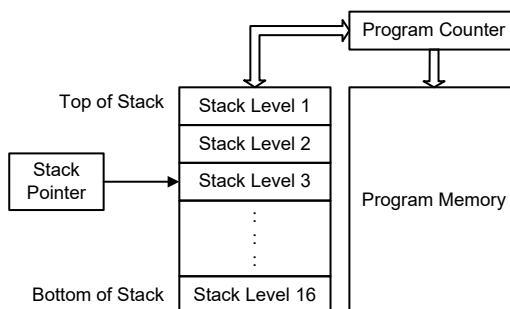 Program Counter
Top of Stack
Stack Level 1
Stack Level 2
Stack
Pointer
Stack Level 3
Program Memory
:
:
:
Bottom of Stack
Stack Level 16